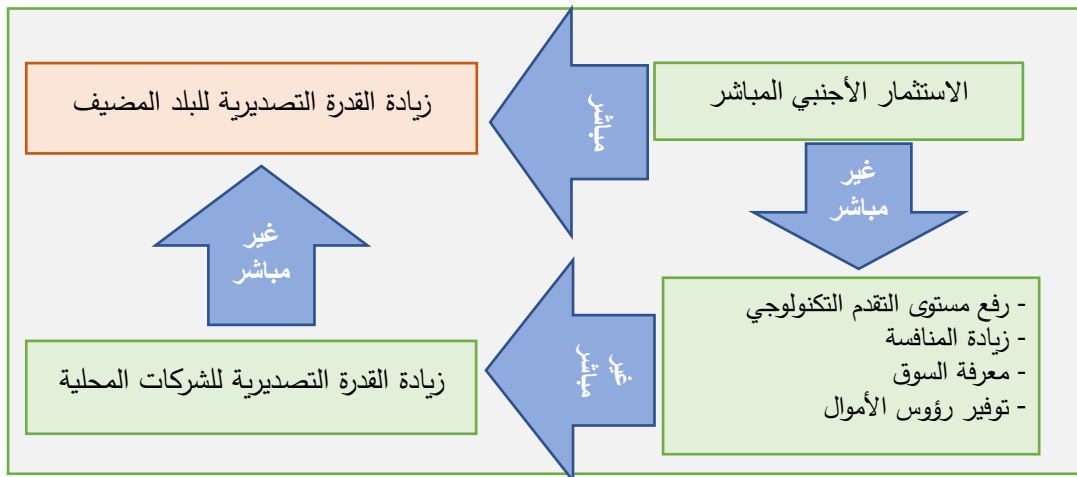 الاستثمار الأجنبي المباشر
مباشر
زيادة القدرة التصديرية للبلد المضيف
غير
مباشر
- رفع مستوى التقدم التكنولوجي
- زيادة المنافسة
- معرفة السوق
- توفير رؤوس الأموال
غير
مباشر
زيادة القدرة التصديرية للشركات المحلية
غير
مباشر